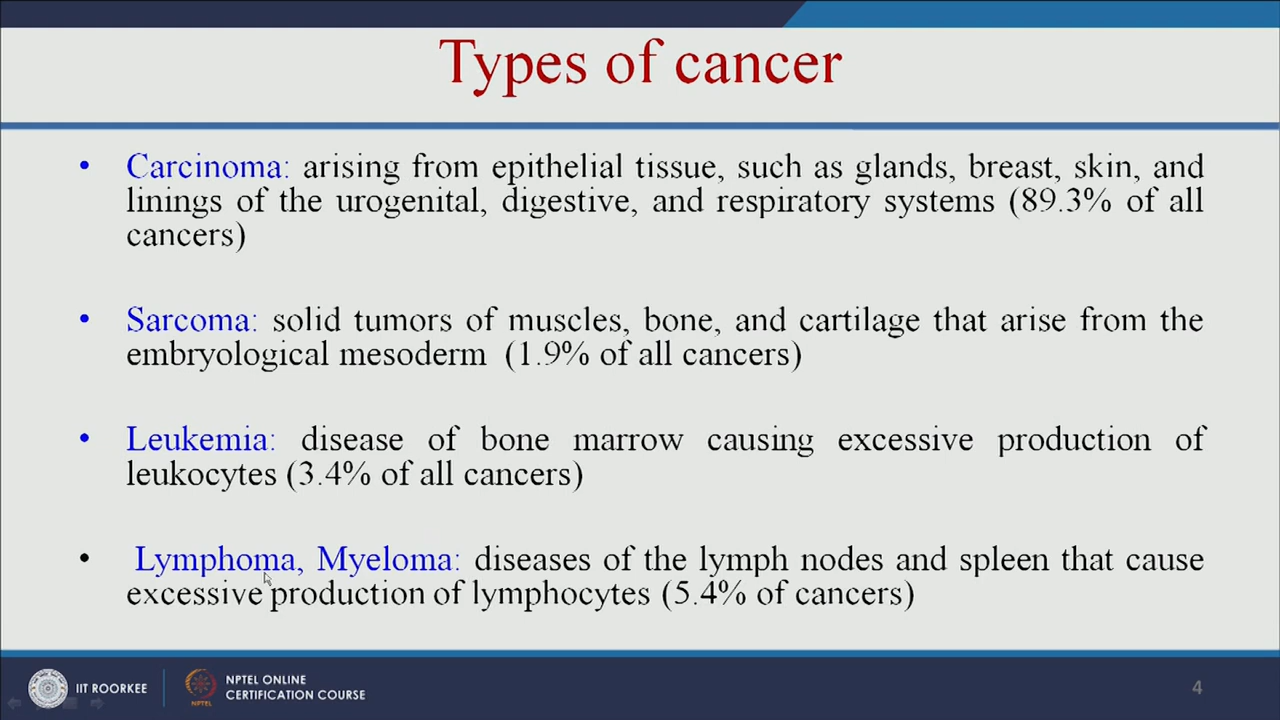 Types of cancer
• Carcinoma: arising from epithelial tissue, such as glands, breast, skin, and
linings of the urogenital, digestive, and respiratory systems (89.3% of all
cancers)
• Sarcoma: solid tumors of muscles, bone, and cartilage that arise from the
embryological mesoderm (1.9% of all cancers)
• Leukemia: disease of bone marrow causing excessive production of
leukocytes (3.4% of all cancers)
• Lymphoma, Myeloma: diseases of the lymph nodes and spleen that cause
excessive production of lymphocytes (5.4% of cancers)
IIT ROORKEE
NPTEL
NPTEL ONLINE
CERTIFICATION COURSE
4